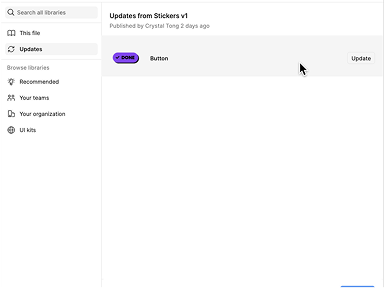 Search all libraries
This file
Updates
Browse libraries
Recommended
Your teams
Your organization
UI kits
Updates from Stickers v1
Published by Crystal Tong 2 days ago
DONE
Button
Update